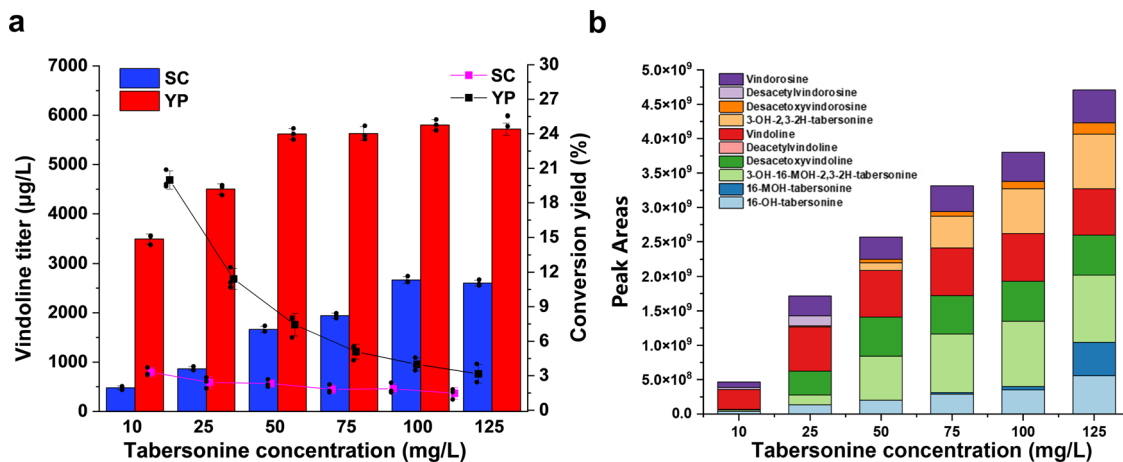 a
SC
YP
SC
YP
Vindoline titer (µg/L)
7000
6000
5000
4000
3000
2000
1000
0
Conversion yield (%)
30
27
24
21
18
15
12
9
6
3
0
10 25 50 75 100 125
Tabersonine concentration (mg/L)
b
Vindorosine
Desacetylvindorosine
Desacetoxyvindorosine
3-OH-2,3-2H-tabersonine
Vindoline
Deacetylvindoline
Desacetoxyvindoline
3-OH-16-MOH-2,3-2H-tabersonine
16-MOH-tabersonine
16-OH-tabersonine
Peak Areas
5.0×10⁹
4.5×10⁹
4.0×10⁹
3.5×10⁹
3.0×10⁹
2.5×10⁹
2.0×10⁹
1.5×10⁹
1.0×10⁹
5.0×10⁸
0.0
10 25 50 75 100 125
Tabersonine concentration (mg/L)